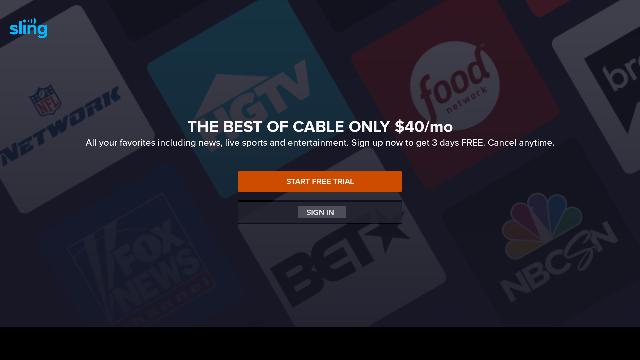 sling
NFL
NETWORK
HGTV
food
network
bra
THE BEST OF CABLE ONLY $40/mo
All your favorites including news, live sports and entertainment. Sign up now to get 3 days FREE. Cancel anytime.
START FREE TRIAL
SIGN IN
FOX
NEWS
channel
BET
NBCSN